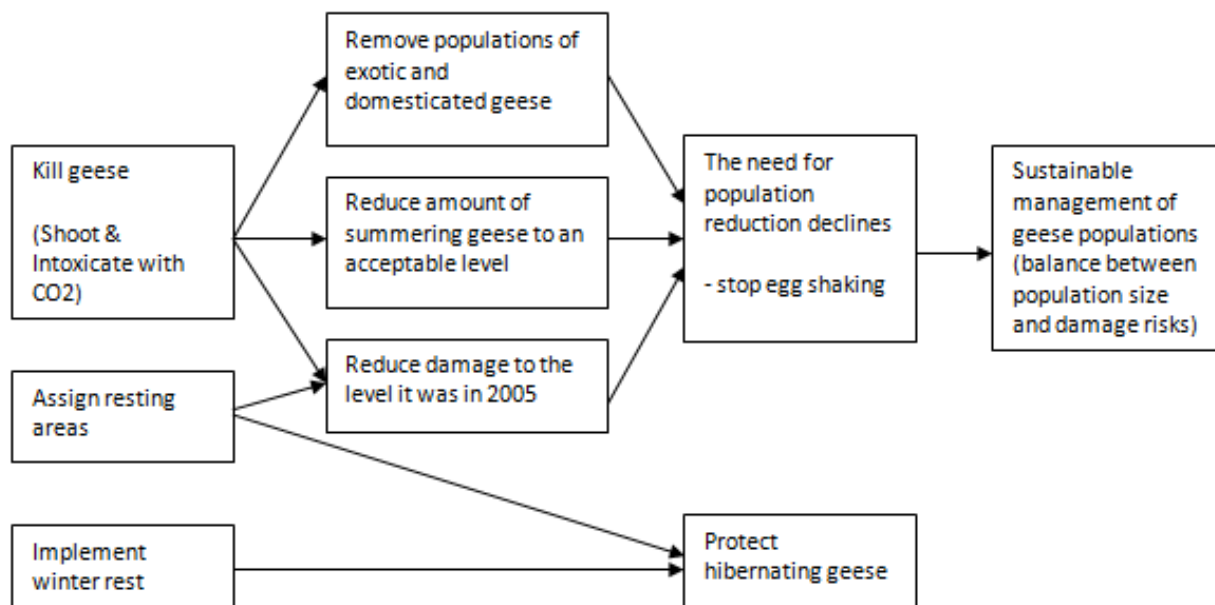 Remove populations of
exotic and
domesticated geese
Kill geese
(Shoot &
Intoxicate with
CO2)
Reduce amount of
summering geese to an
acceptable level
The need for
population
reduction declines
- stop egg shaking
Sustainable
management of
geese populations
(balance between
population size
and damage risks)
Reduce damage to the
level it was in 2005
Assign resting
areas
Implement
winter rest
Protect
hibernating geese